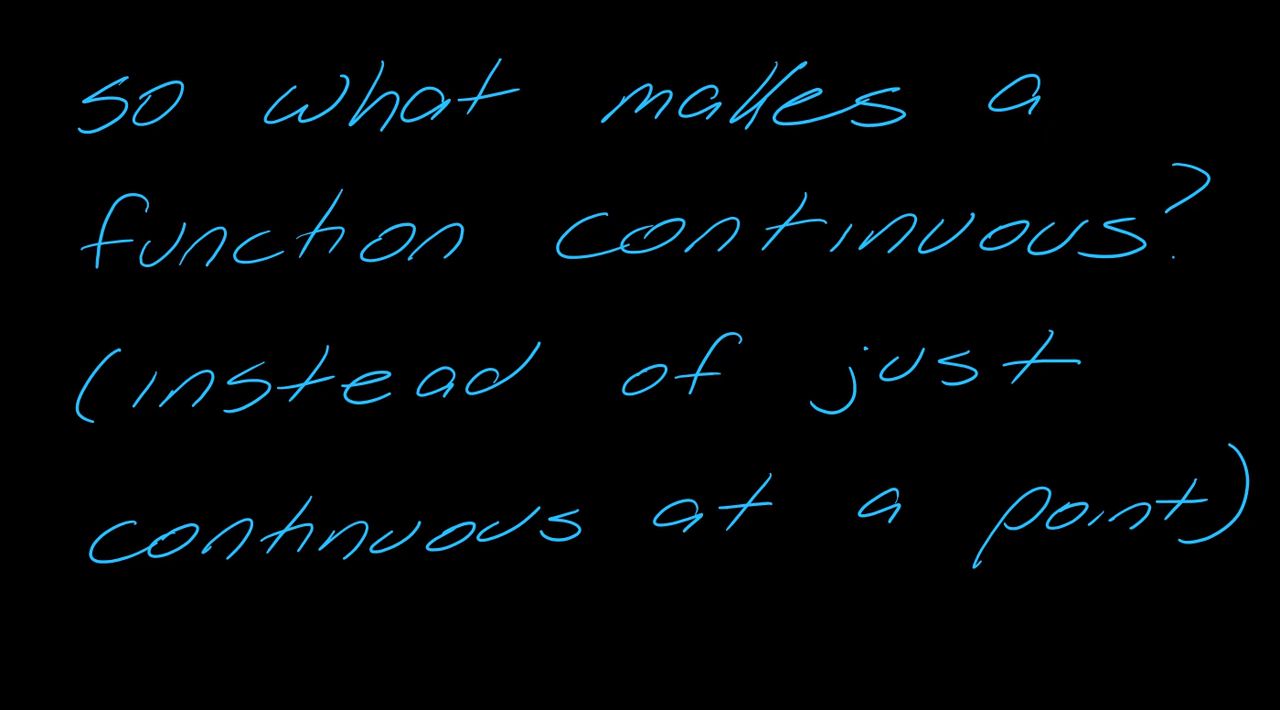 so what makes a
function continuous?
(instead of just
continuous at a point)